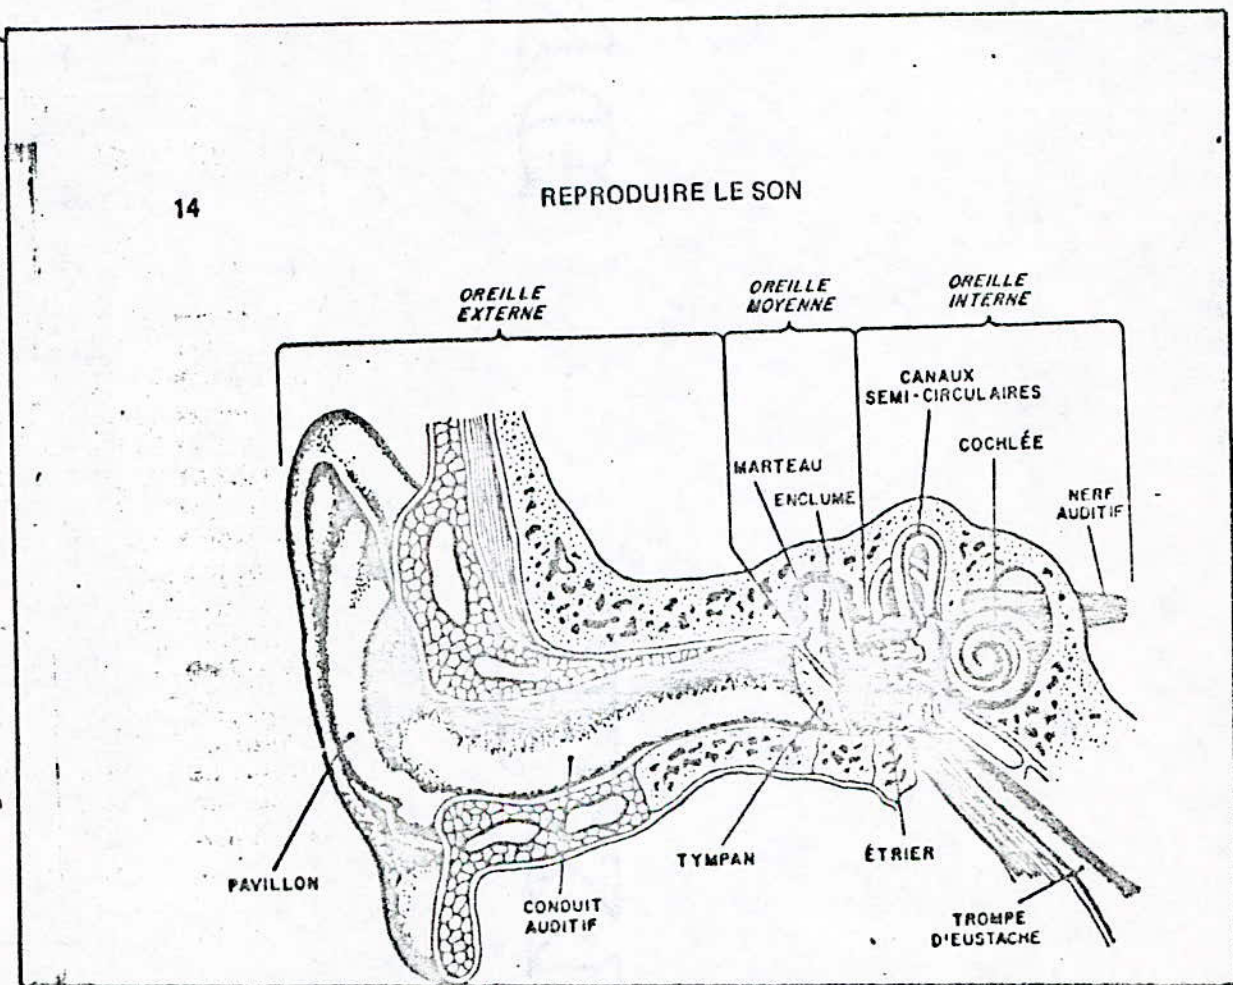 14
REPRODUIRE LE SON
OREILLE
EXTERNE
OREILLE
MOYENNE
OREILLE
INTERNE
CANAUX
SEMI-CIRCULAIRES
COCHLÉE
MARTEAU
ENCLUME
NERF
AUDITIF
PAVILLON
CONDUIT
AUDITIF
TYMPAN
ÉTRIER
TROMPE
D'EUSTACHE